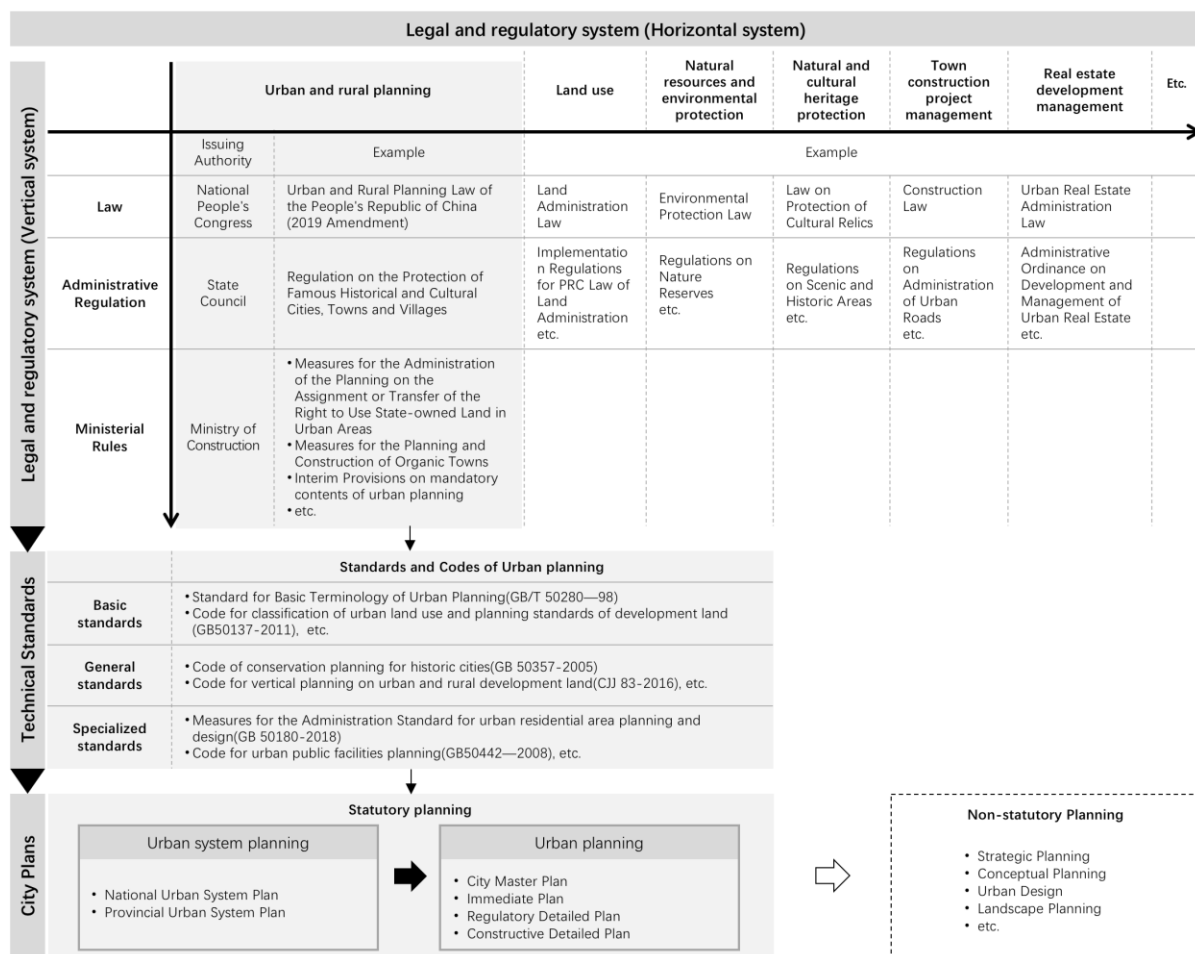 Legal and regulatory system (Horizontal system)
Legal and regulatory system (Vertical system)
Urban and rural planning
Land use
Natural
resources and
environmental
protection
Natural and
cultural
heritage
protection
Town
construction
project
management
Real estate
development
management
Etc.
Issuing
Authority
Example
Example
Law
National
People's
Congress
Urban and Rural Planning Law of
the People's Republic of China
(2019 Amendment)
Land
Administration
Law
Environmental
Protection Law
Law on
Protection of
Cultural Relics
Construction
Law
Urban Real Estate
Administration
Law
Administrative
Regulation
State
Council
Regulation on the Protection of
Famous Historical and Cultural
Cities, Towns and Villages
Implementatio
n Regulations
for PRC Law of
Land
Administration
etc.
Regulations on
Nature
Reserves
etc.
Regulations
on Scenic and
Historic Areas
etc.
Regulations
on
Administration
of Urban
Roads
etc.
Administrative
Ordinance on
Development and
Management of
Urban Real Estate
etc.
Ministerial
Rules
Ministry of
Construction
• Measures for the Administration
of the Planning on the
Assignment or Transfer of the
Right to Use State-owned Land in
Urban Areas
• Measures for the Planning and
Construction of Organic Towns
• Interim Provisions on mandatory
contents of urban planning
• etc.
Technical Standards
Standards and Codes of Urban planning
Basic
standards
• Standard for Basic Terminology of Urban Planning(GB/T 50280—98)
• Code for classification of urban land use and planning standards of development land
(GB50137-2011), etc.
General
standards
• Code of conservation planning for historic cities(GB 50357-2005)
• Code for vertical planning on urban and rural development land(CJJ 83-2016), etc.
Specialized
standards
• Measures for the Administration Standard for urban residential area planning and
design(GB 50180-2018)
• Code for urban public facilities planning(GB50442—2008), etc.
City Plans
Statutory planning
Urban system planning
• National Urban System Plan
• Provincial Urban System Plan
Urban planning
• City Master Plan
• Immediate Plan
• Regulatory Detailed Plan
• Constructive Detailed Plan
Non-statutory Planning
• Strategic Planning
• Conceptual Planning
• Urban Design
• Landscape Planning
• etc.